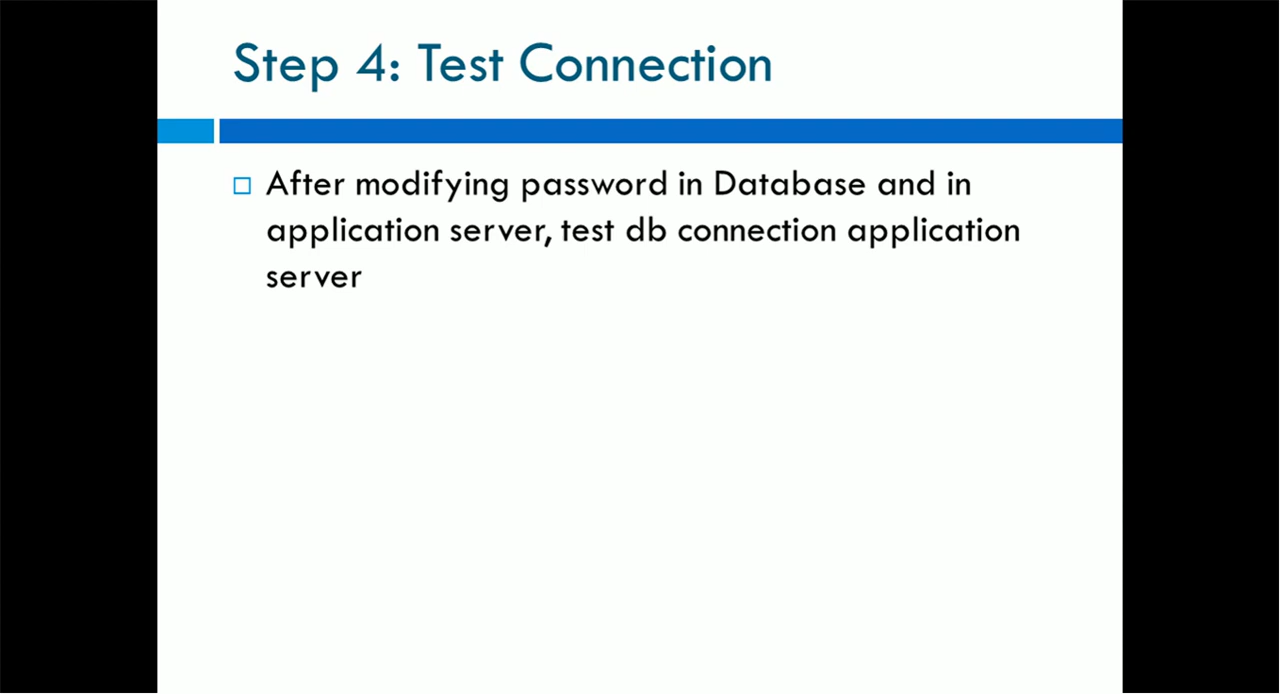 Step 4: Test Connection
After modifying password in Database and in
application server, test db connection application
server